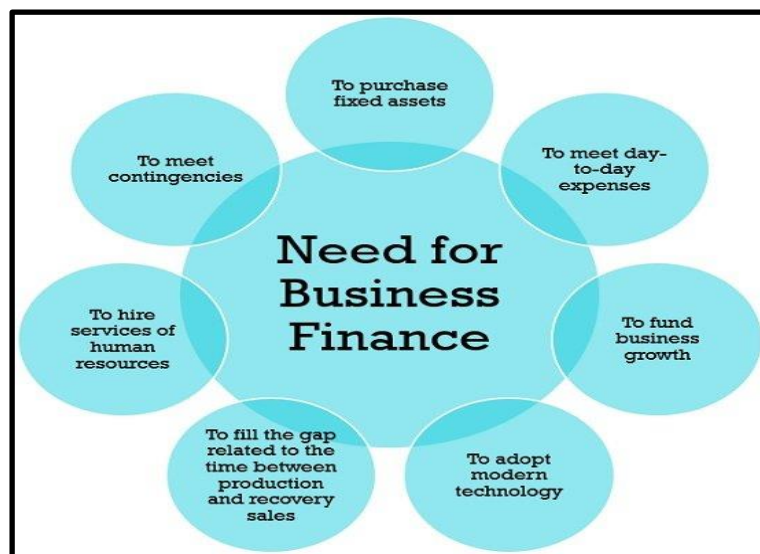 To purchase
fixed assets
To meet day-
to-day
expenses
To fund
business
growth
To adopt
modern
technology
To fill the gap
related to the
time between
production
and recovery
sales
To hire
services of
human
resources
To meet
contingencies
Need for
Business
Finance